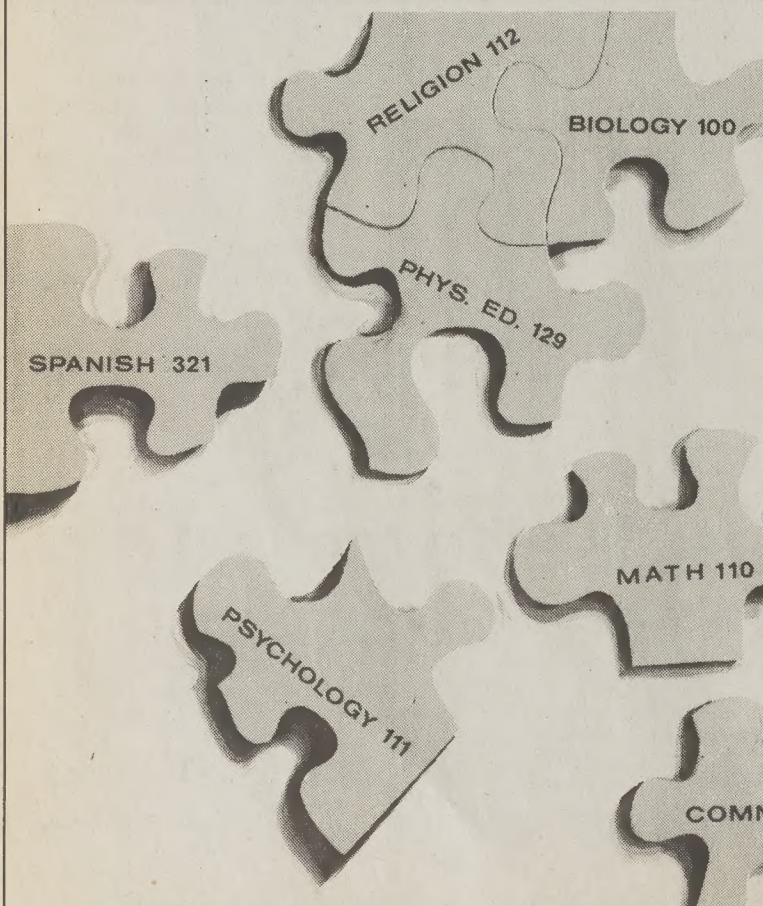 RELIGION 112
BIOLOGY 100
PHYS. ED. 129
SPANISH 321
MATH 110
PSYCHOLOGY 111